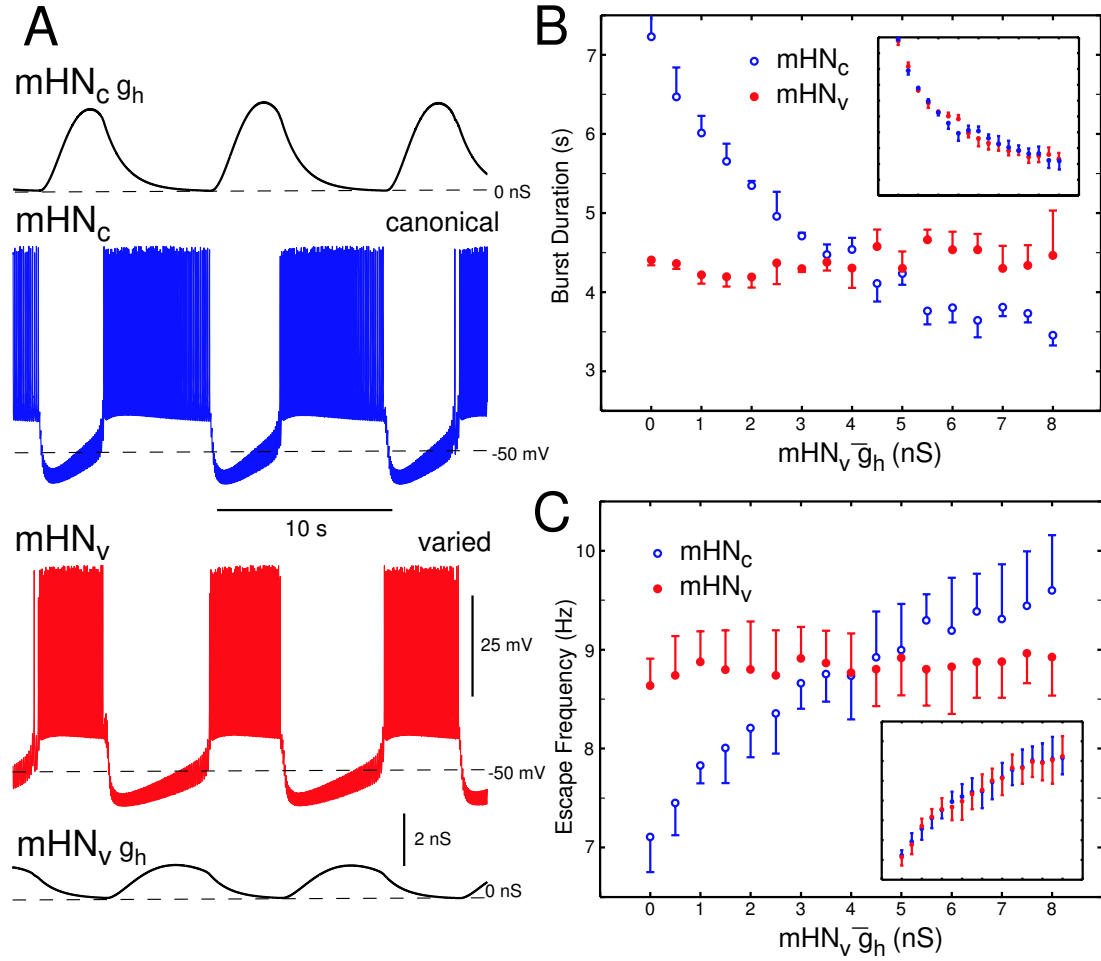 A
mHNc gh
0 nS
mHNc
canonical
-50 mV
10 s
mHNv
varied
25 mV
-50 mV
2 nS
mHNv gh
0 nS
B
7
6
5
4
3
Burst Duration (s)
mHNc
mHNv
0 1 2 3 4 5 6 7 8
mHNv g̅h (nS)
C
10
9
8
7
Escape Frequency (Hz)
mHNc
mHNv
0 1 2 3 4 5 6 7 8
mHNv g̅h (nS)